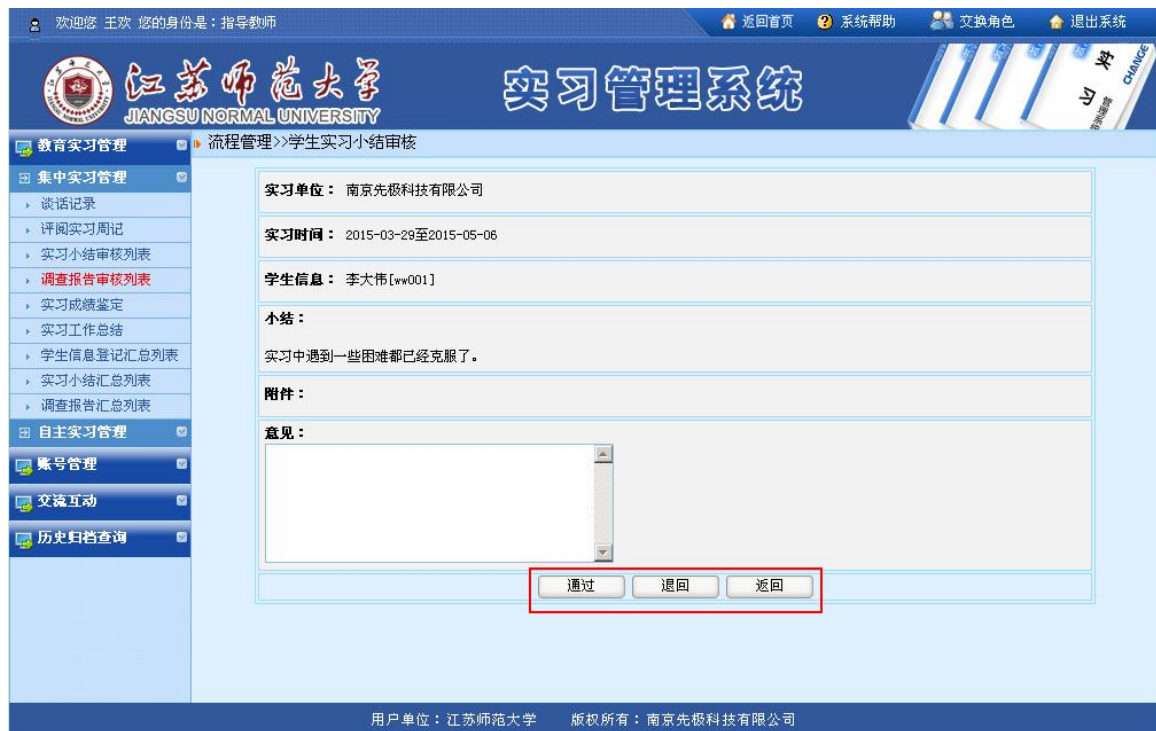 欢迎您 王欢 您的身份是：指导教师
返回首页
系统帮助
交换角色
退出系统
江苏师范大学
JIANGSU NORMAL UNIVERSITY
实习管理系统
实习
管理系统
CHANGE
教育实习管理
流程管理>>学生实习小结审核
集中实习管理
谈话记录
评阅实习周记
实习小结审核列表
调查报告审核列表
实习成绩鉴定
实习工作总结
学生信息登记汇总列表
实习小结汇总列表
调查报告汇总列表
自主实习管理
账号管理
交流互动
历史归档查询
实习单位： 南京先极科技有限公司
实习时间： 2015-03-29至2015-05-06
学生信息： 李大伟[ww001]
小结：
实习中遇到一些困难都已经克服了。
附件：
意见：
通过
退回
返回
用户单位：江苏师范大学 版权所有：南京先极科技有限公司